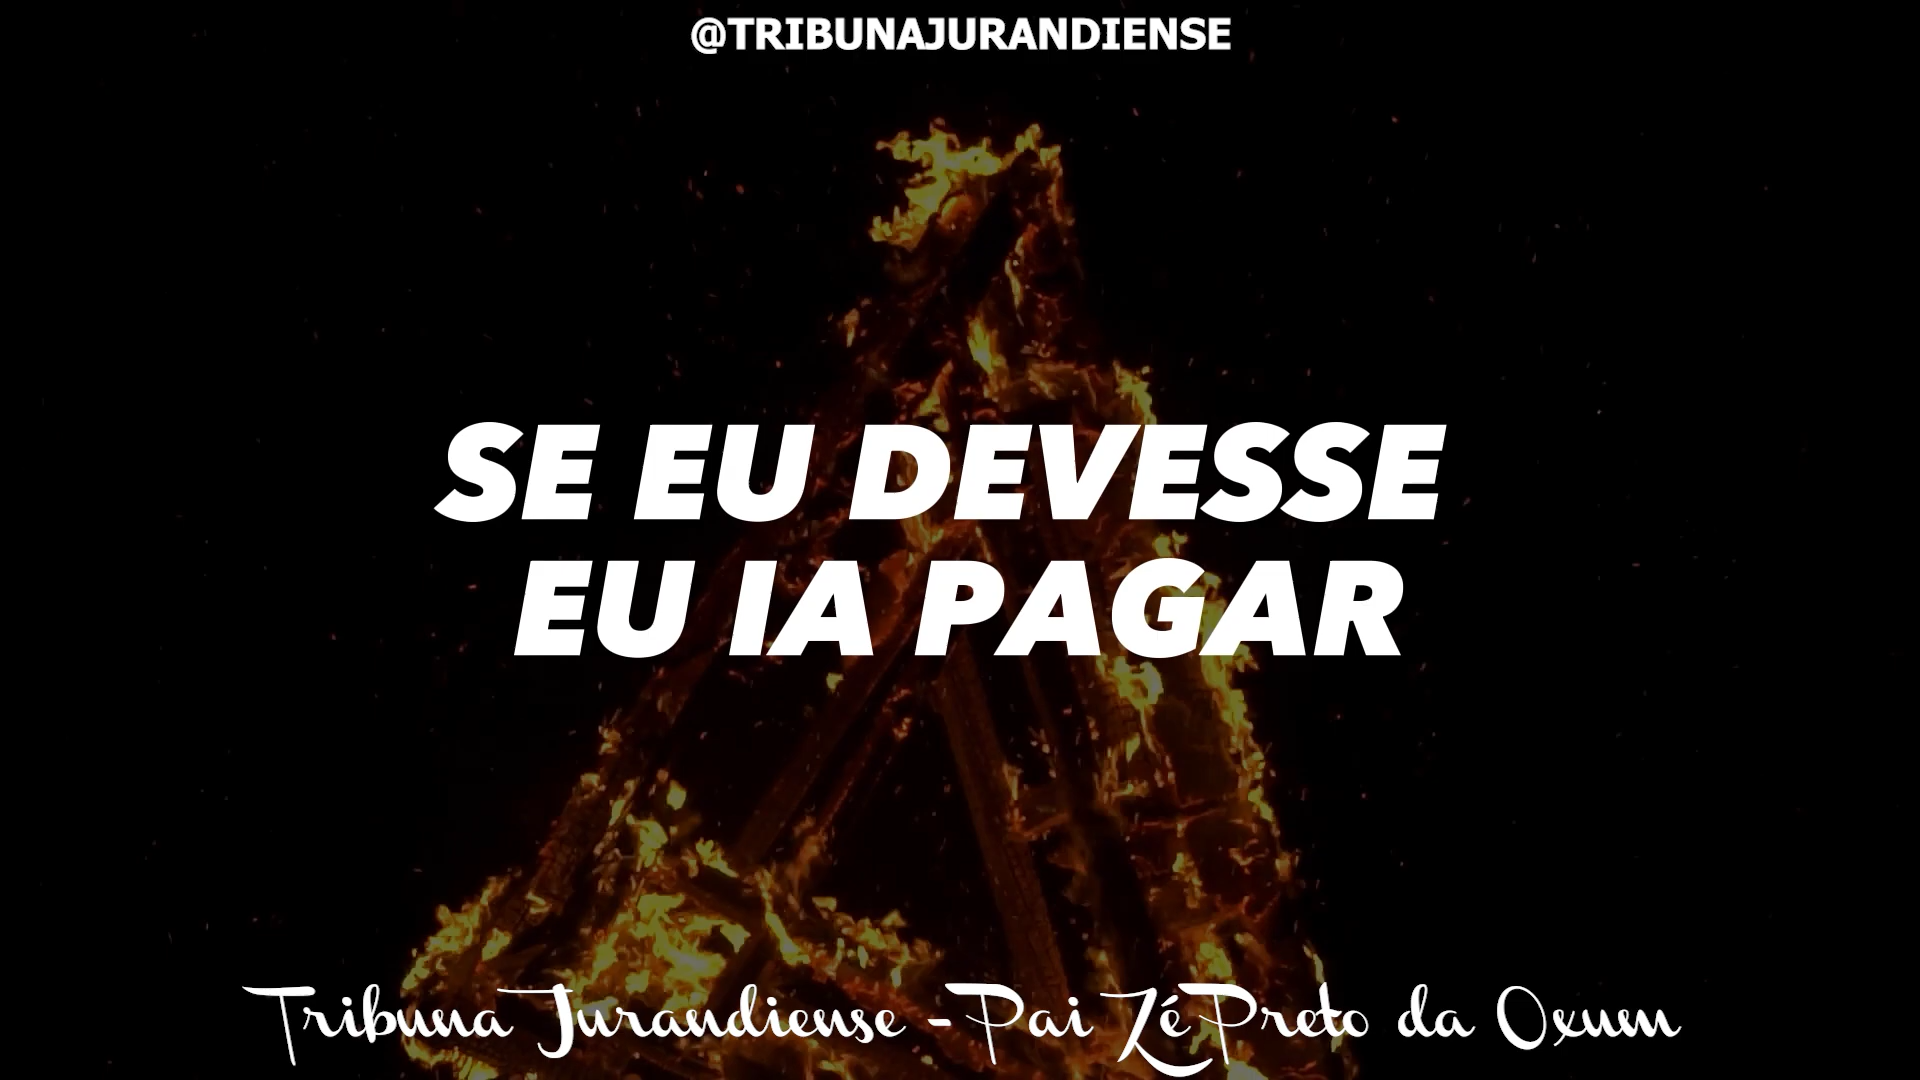 @TRIBUNAJURANDIENSE
SE EU DEVESSE
EU IA PAGAR
Tribuna Jurandiense - Pai Zé Preto da Oxum